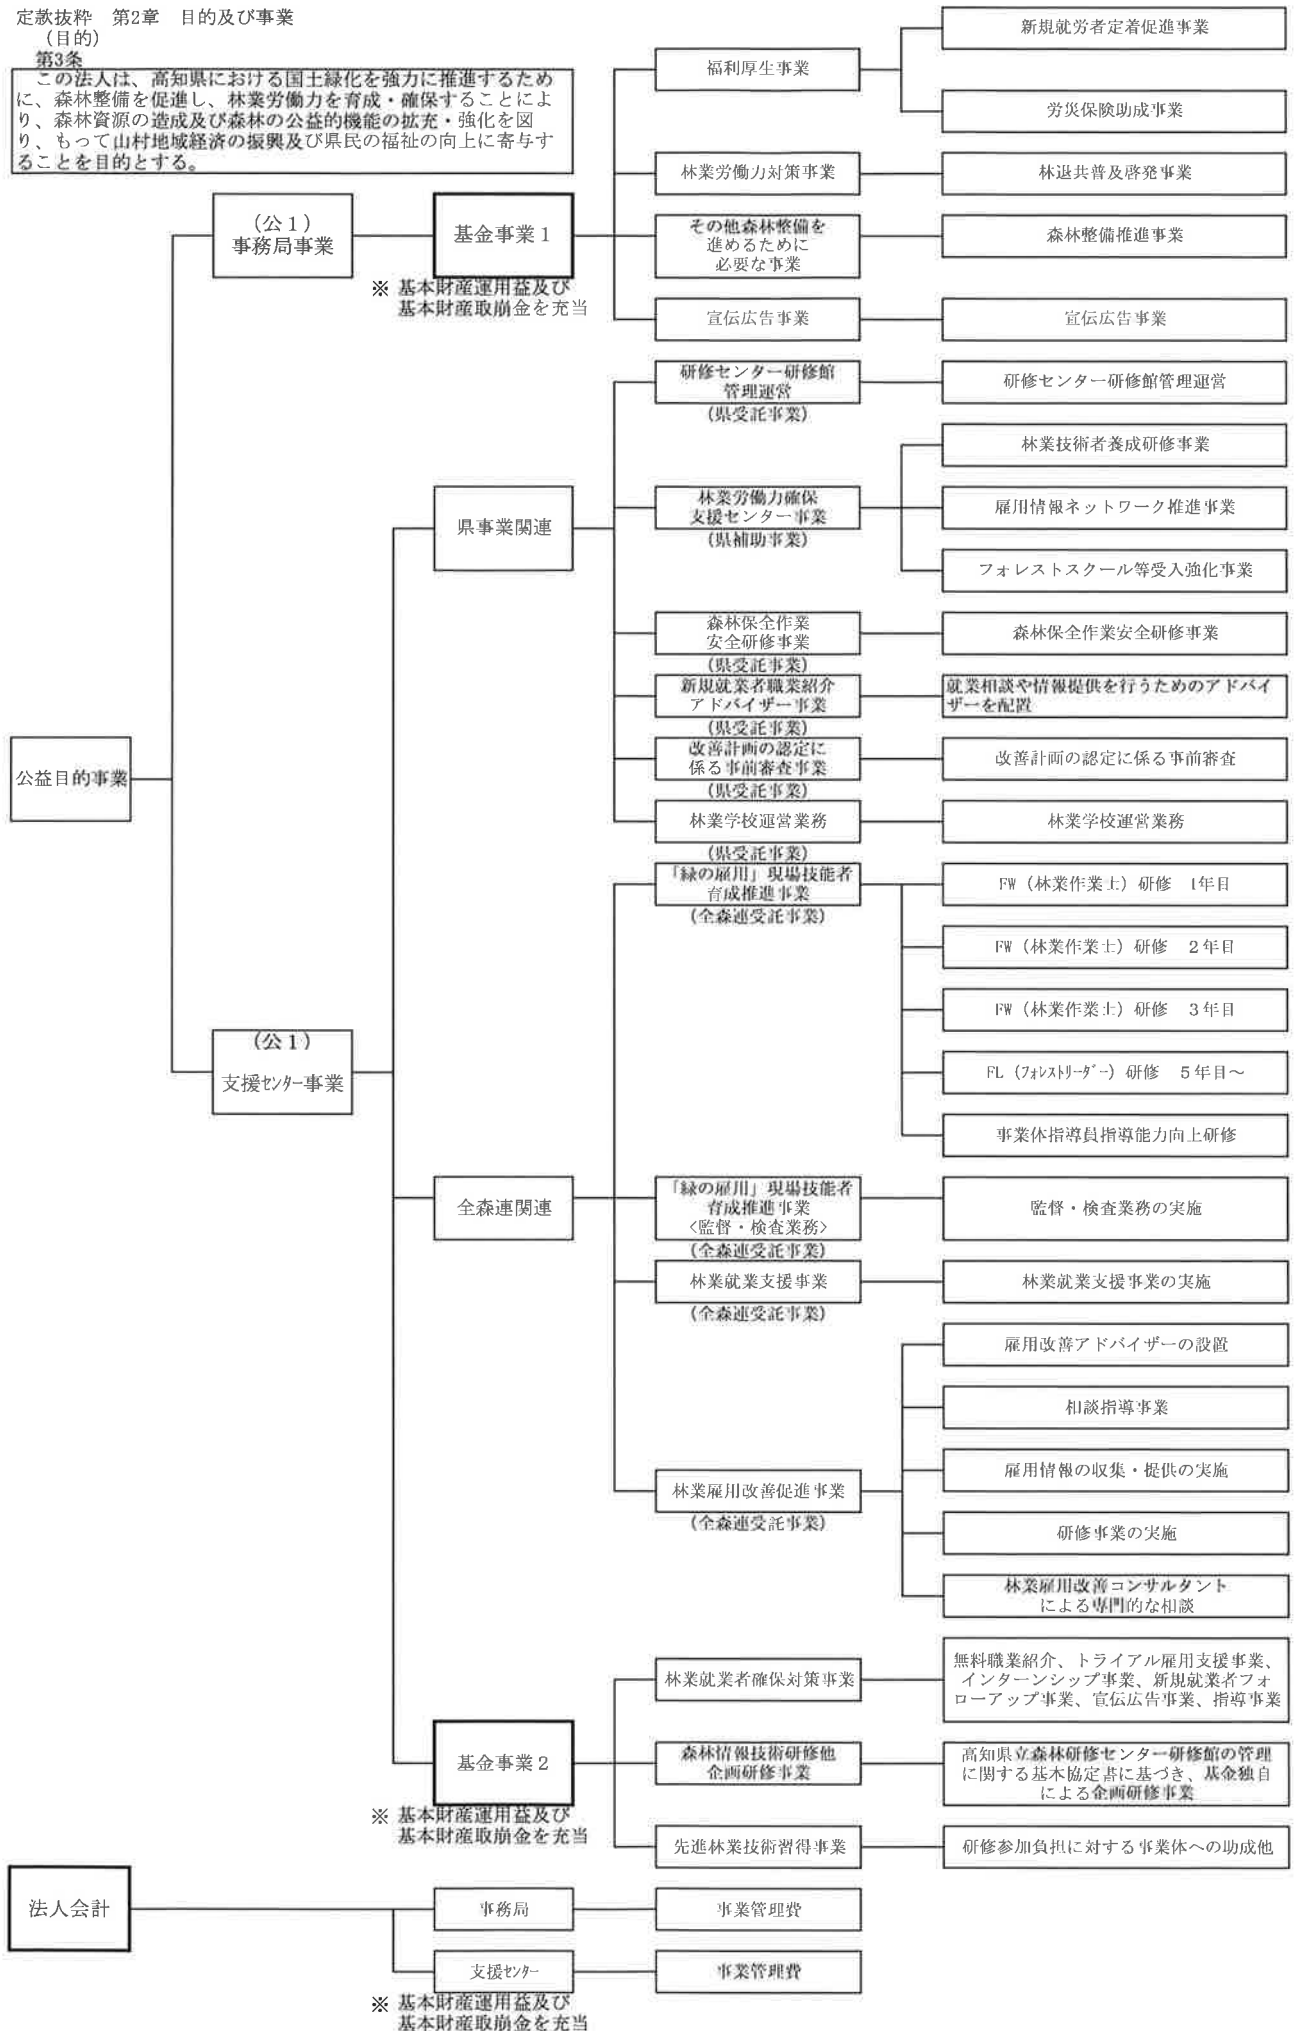 定款抜粋　第2章　目的及び事業
（目的）
第3条
この法人は、高知県における国土緑化を強力に推進するため
に、森林整備を促進し、林業労働力を育成・確保することによ
り、森林資源の造成及び森林の公益的機能の拡充・強化を図
り、もって山村地域経済の振興及び県民の福祉の向上に寄与す
ることを目的とする。
公益目的事業
（公１）
事務局事業
基金事業１
※ 基本財産運用益及び
基本財産取崩金を充当
福利厚生事業
新規就労者定着促進事業
労災保険助成事業
林業労働力対策事業
林退共普及啓発事業
その他森林整備を
進めるために
必要な事業
森林整備推進事業
宣伝広告事業
宣伝広告事業
（公１）
支援ｾﾝﾀｰ事業
県事業関連
研修センター研修館
管理運営
（県受託事業）
研修センター研修館管理運営
林業労働力確保
支援センター事業
（県補助事業）
林業技術者養成研修事業
雇用情報ネットワーク推進事業
フォレストスクール等受入強化事業
森林保全作業
安全研修事業
（県受託事業）
森林保全作業安全研修事業
新規就業者職業紹介
アドバイザー事業
（県受託事業）
就業相談や情報提供を行うためのアドバイ
ザーを配置
改善計画の認定に
係る事前審査事業
（県受託事業）
改善計画の認定に係る事前審査
林業学校運営業務
（県受託事業）
林業学校運営業務
全森連関連
「緑の雇用」現場技能者
育成推進事業
（全森連受託事業）
FW（林業作業士）研修　1年目
FW（林業作業士）研修　２年目
FW（林業作業士）研修　３年目
FL（ﾌｫﾚｽﾄﾘｰﾀﾞｰ）研修　５年目～
事業体指導員指導能力向上研修
「緑の雇用」現場技能者
育成推進事業
〈監督・検査業務〉
（全森連受託事業）
監督・検査業務の実施
林業就業支援事業
（全森連受託事業）
林業就業支援事業の実施
林業雇用改善促進事業
（全森連受託事業）
雇用改善アドバイザーの設置
相談指導事業
雇用情報の収集・提供の実施
研修事業の実施
林業雇用改善コンサルタント
による専門的な相談
基金事業２
※ 基本財産運用益及び
基本財産取崩金を充当
林業就業者確保対策事業
無料職業紹介、トライアル雇用支援事業、
インターンシップ事業、新規就業者フォ
ローアップ事業、宣伝広告事業、指導事業
森林情報技術研修他
企画研修事業
高知県立森林研修センター研修館の管理
に関する基本協定書に基づき、基金独自
による企画研修事業
先進林業技術習得事業
研修参加負担に対する事業体への助成他
法人会計
事務局
事業管理費
支援ｾﾝﾀｰ
事業管理費
※ 基本財産運用益及び
基本財産取崩金を充当